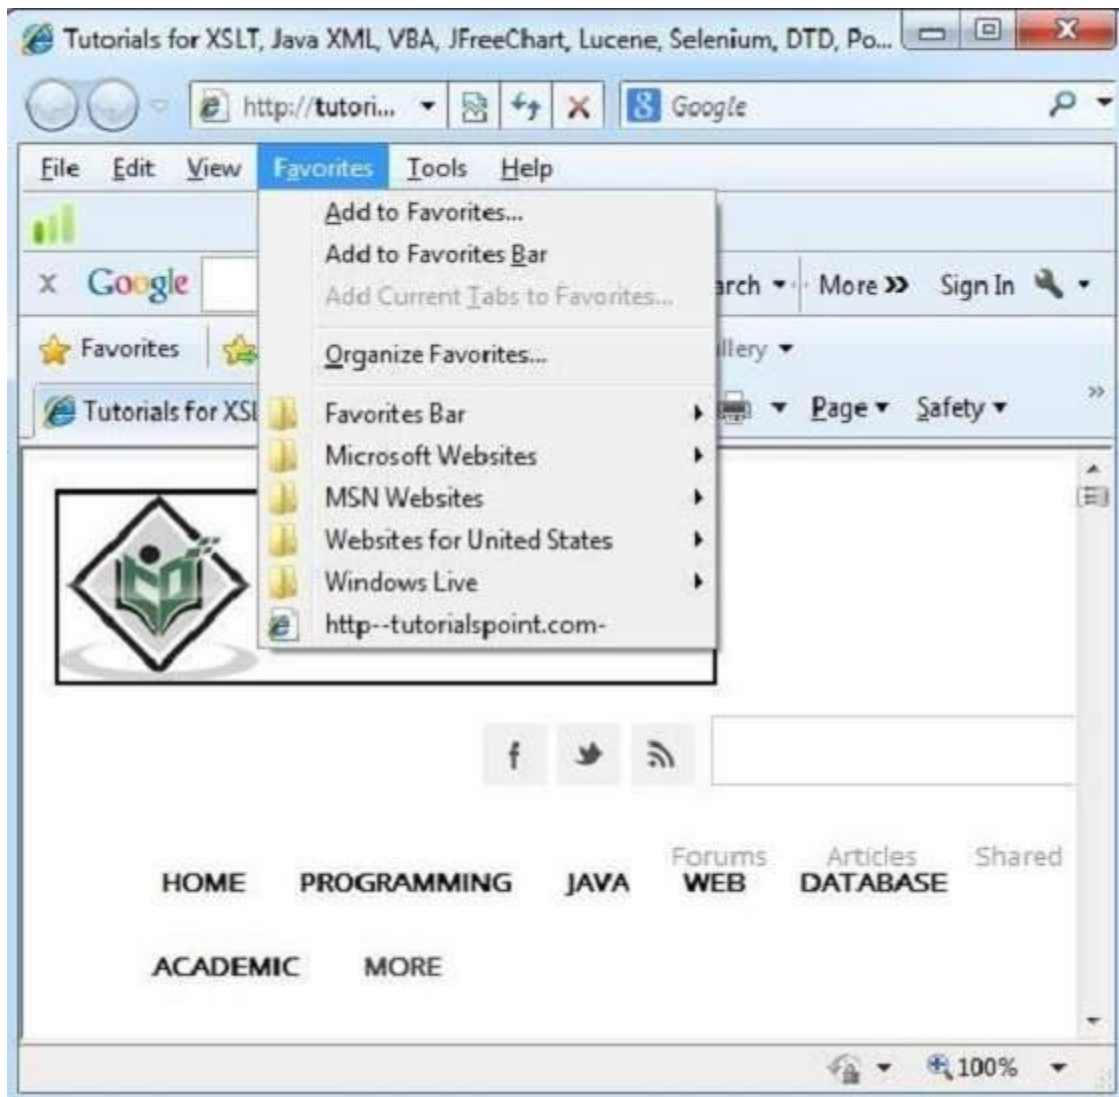 Tutorials for XSLT, Java XML, VBA, JFreeChart, Lucene, Selenium, DTD, Po...
http://tutori... Google
File Edit View Favorites Tools Help
Add to Favorites...
Add to Favorites Bar
Add Current Tabs to Favorites...
Organize Favorites...
Favorites Bar
Microsoft Websites
MSN Websites
Websites for United States
Windows Live
http--tutorialspoint.com-
x Google arch More >> Sign In
Favorites llery
Tutorials for XSL Page Safety >>
Forums Articles Shared
HOME PROGRAMMING JAVA WEB DATABASE
ACADEMIC MORE
100%